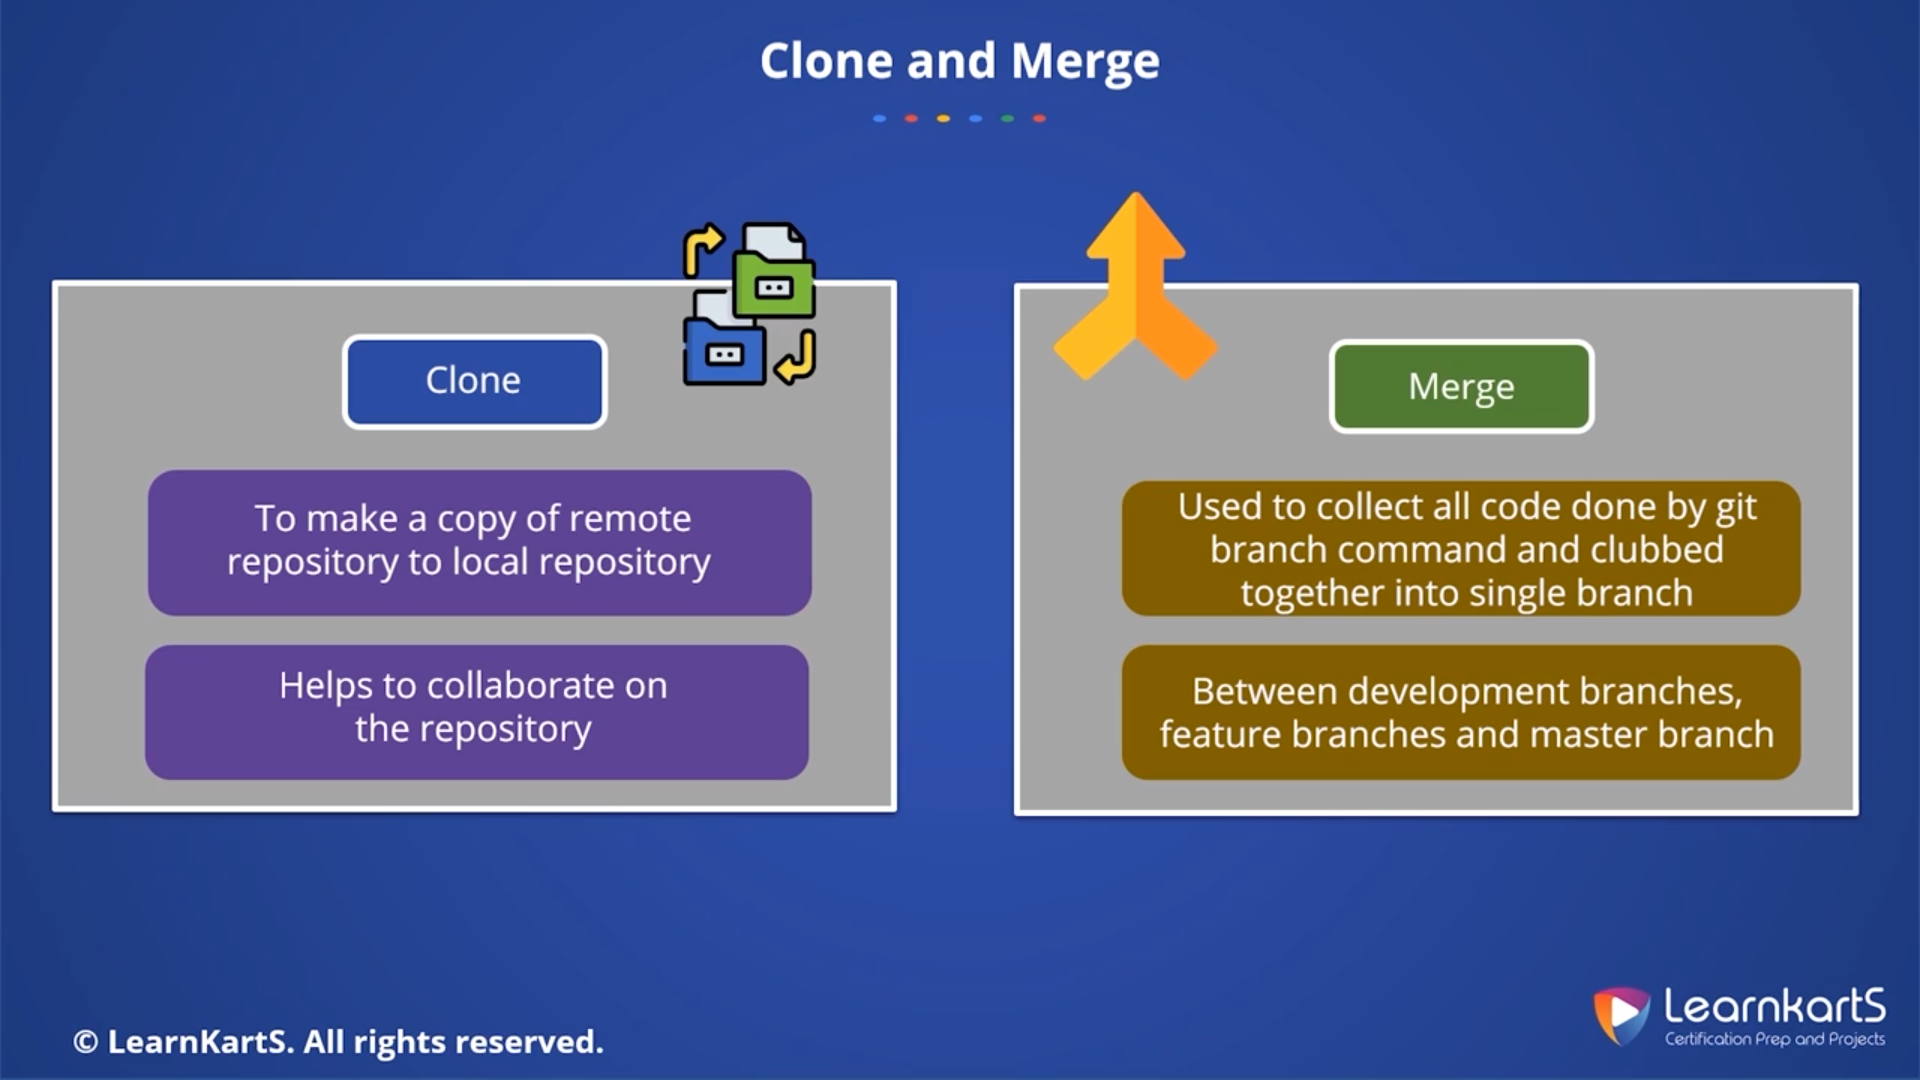 Clone and Merge
Clone
To make a copy of remote
repository to local repository
Helps to collaborate on
the repository
Merge
Used to collect all code done by git
branch command and clubbed
together into single branch
Between development branches,
feature branches and master branch
© LearnKartS. All rights reserved.
LearnkartS
Certification Prep and Projects